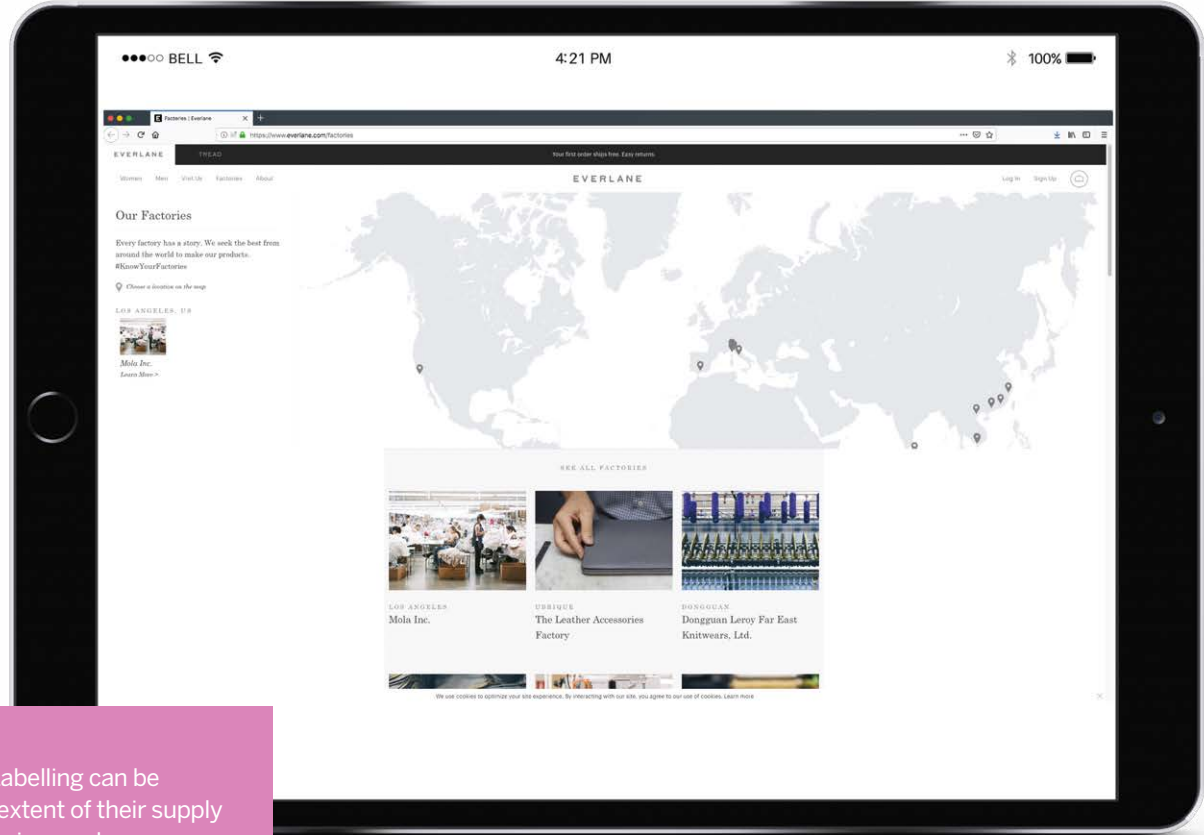 BELL
4:21 PM
100%
Factories | Everlane
https://www.everlane.com/factories
EVERLANE
TREAD
Your first order ships free. Easy returns.
Women Men Visit Us Factories About
EVERLANE
Log In Sign Up
Our Factories
Every factory has a story. We seek the best from
around the world to make our products.
#KnowYourFactories
Choose a location on the map
LOS ANGELES, US
Mola Inc.
Learn More >
SEE ALL FACTORIES
LOS ANGELES
Mola Inc.
UBRIQUE
The Leather Accessories
Factory
DONGGUAN
Dongguan Leroy Far East
Knitwears, Ltd.
We use cookies to optimize your site experience. By interacting with our site, you agree to our use of cookies. Learn more
abelling can be
extent of their supply